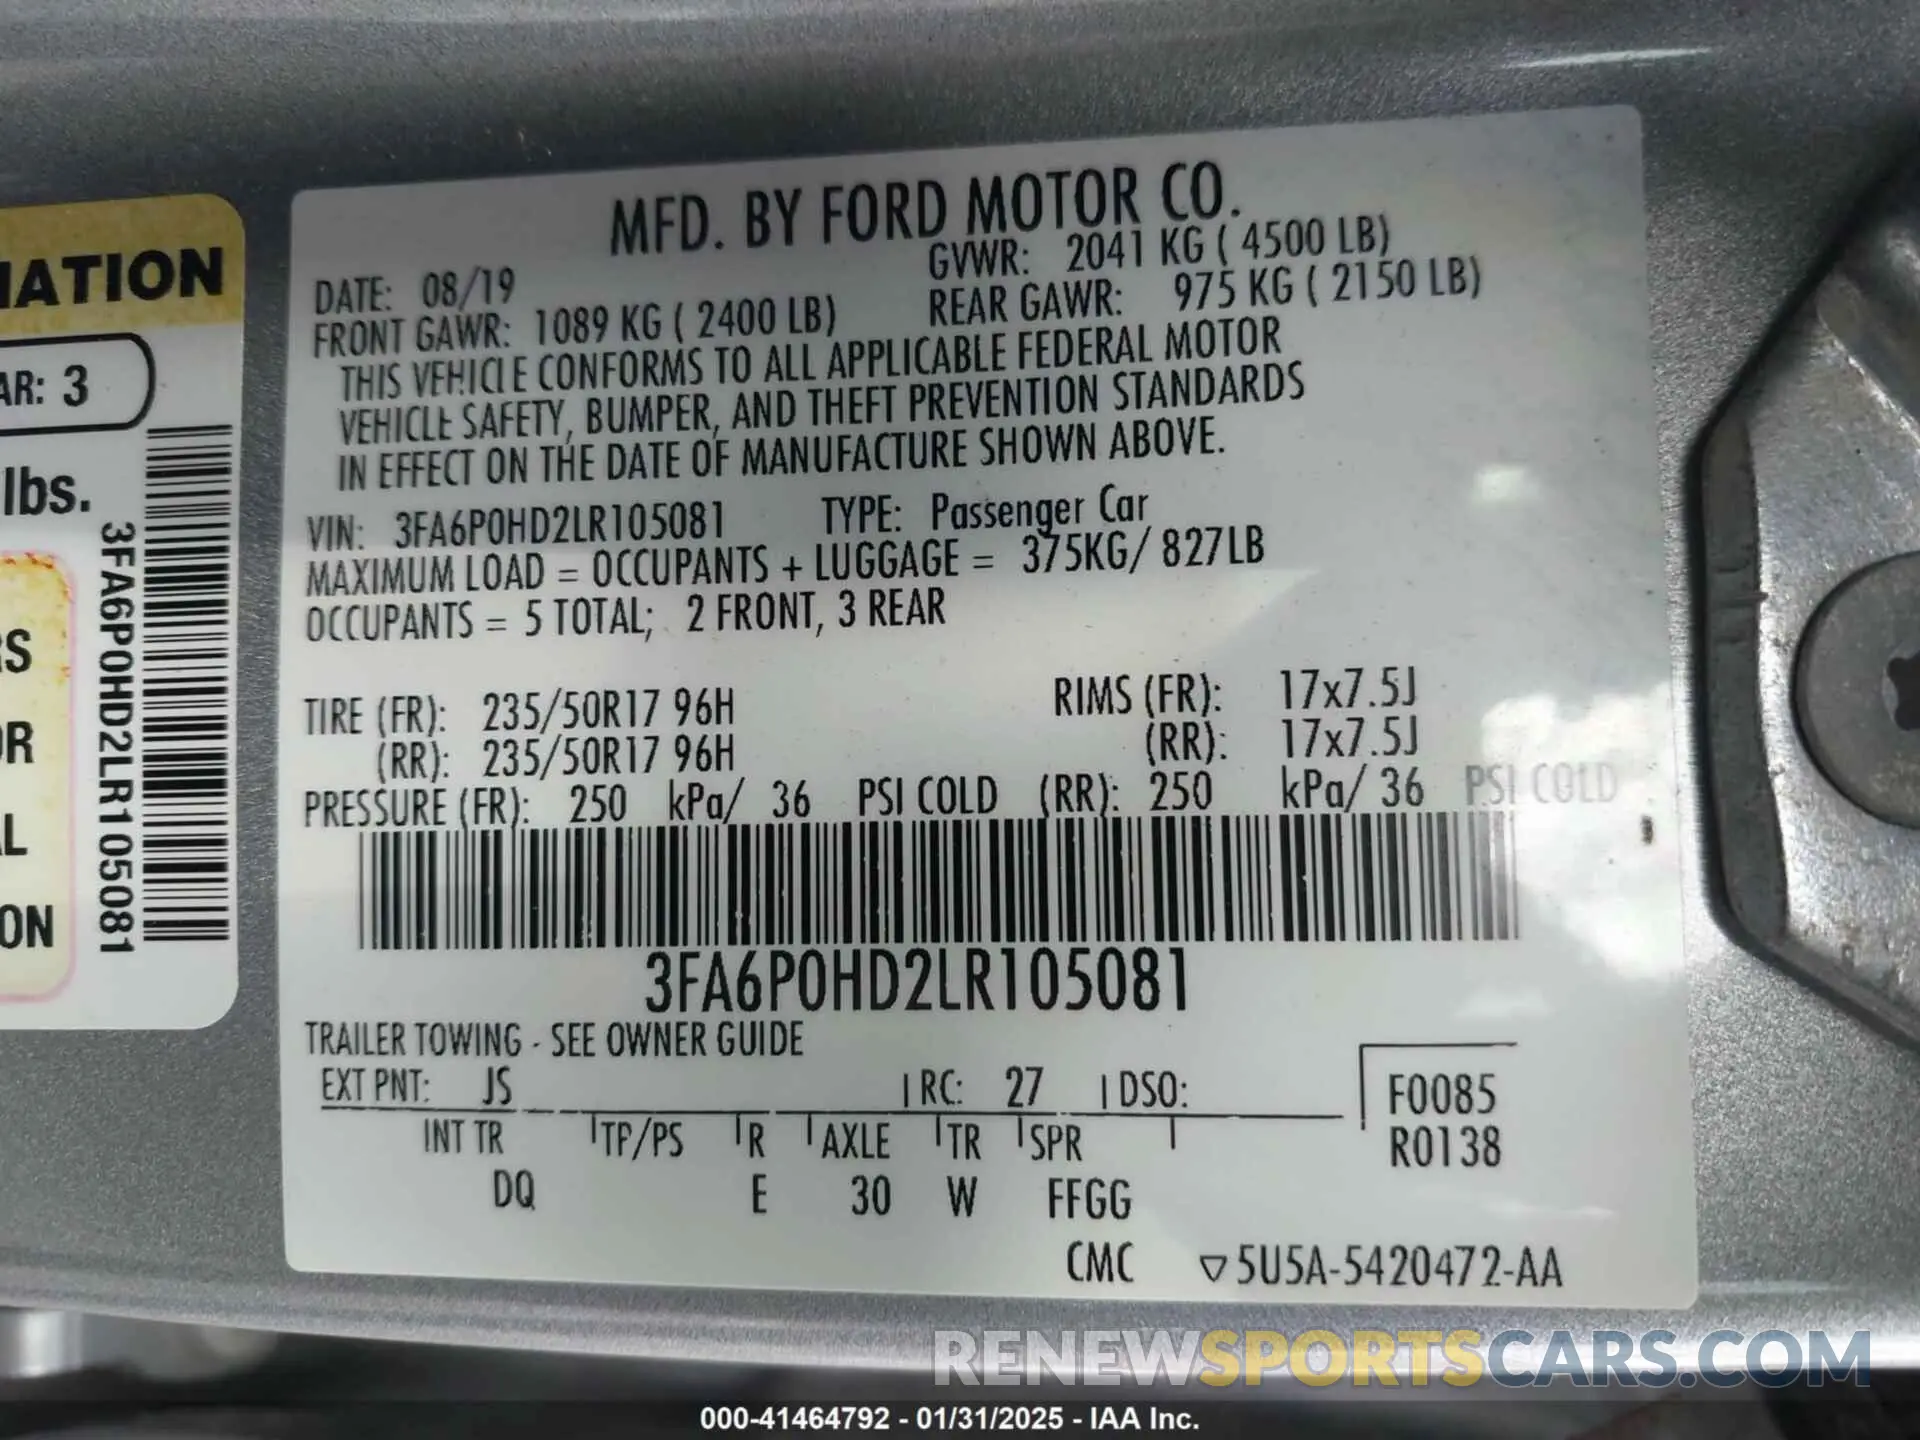 MATION
AR: 3
lbs.
RS
OR
AL
ON
3FA6P0HD2LR105081
MFD. BY FORD MOTOR CO.
DATE: 08/19 GVWR: 2041 KG ( 4500 LB)
FRONT GAWR: 1089 KG ( 2400 LB) REAR GAWR: 975 KG ( 2150 LB)
THIS VEHICLE CONFORMS TO ALL APPLICABLE FEDERAL MOTOR
VEHICLE SAFETY, BUMPER, AND THEFT PREVENTION STANDARDS
IN EFFECT ON THE DATE OF MANUFACTURE SHOWN ABOVE.
VIN: 3FA6P0HD2LR105081 TYPE: Passenger Car
MAXIMUM LOAD = OCCUPANTS + LUGGAGE = 375KG/ 827LB
OCCUPANTS = 5 TOTAL; 2 FRONT, 3 REAR
TIRE (FR): 235/50R17 96H RIMS (FR): 17x7.5J
(RR): 235/50R17 96H (RR): 17x7.5J
PRESSURE (FR): 250 kPa/ 36 PSI COLD (RR): 250 kPa/ 36 PSI COLD
3FA6P0HD2LR105081
TRAILER TOWING - SEE OWNER GUIDE
EXT PNT: JS RC: 27 DSO: F0085
INT TR TP/PS R AXLE TR SPR R0138
DQ E 30 W FFGG
CMC ▽5U5A-5420472-AA
RENEWSPORTSCARS.COM
000-41464792 - 01/31/2025 - IAA Inc.